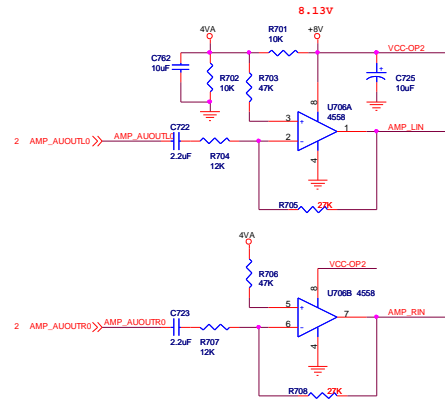 8.13V
4VA
R701
+8V
10K
VCC-OP2
C762
10uF
R702
10K
R703
47K
C725
10uF
8
U706A
4558
3
+
2
-
1
AMP_LIN
4
2 AMP_AUOUTL0 AMP_AUOUTL0
C722
2.2uF
R704
12K
R705 27K
4VA
R706
47K
VCC-OP2
8
U706B 4558
5
+
6
-
7
AMP_RIN
4
2 AMP_AUOUTR0 AMP_AUOUTR0
C723
2.2uF
R707
12K
R708 27K